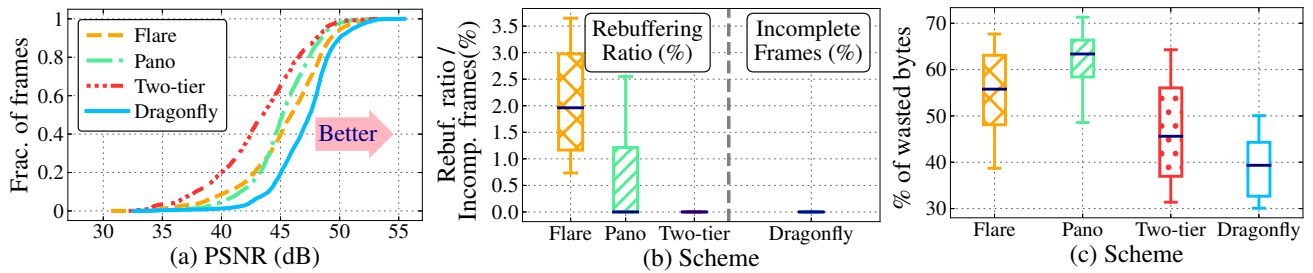 Frac. of frames
1
0.8
0.6
0.4
0.2
0
Flare
Pano
Two-tier
Dragonfly
Better
30 35 40 45 50 55
(a) PSNR (dB)
Rebuf. ratio /
Incomp. frames(%)
3.5
3.0
2.5
2.0
1.5
1.0
0.5
0.0
Rebuffering
Ratio (%)
Incomplete
Frames (%)
Flare Pano Two-tier Dragonfly
(b) Scheme
% of wasted bytes
70
60
50
40
30
Flare Pano Two-tier Dragonfly
(c) Scheme